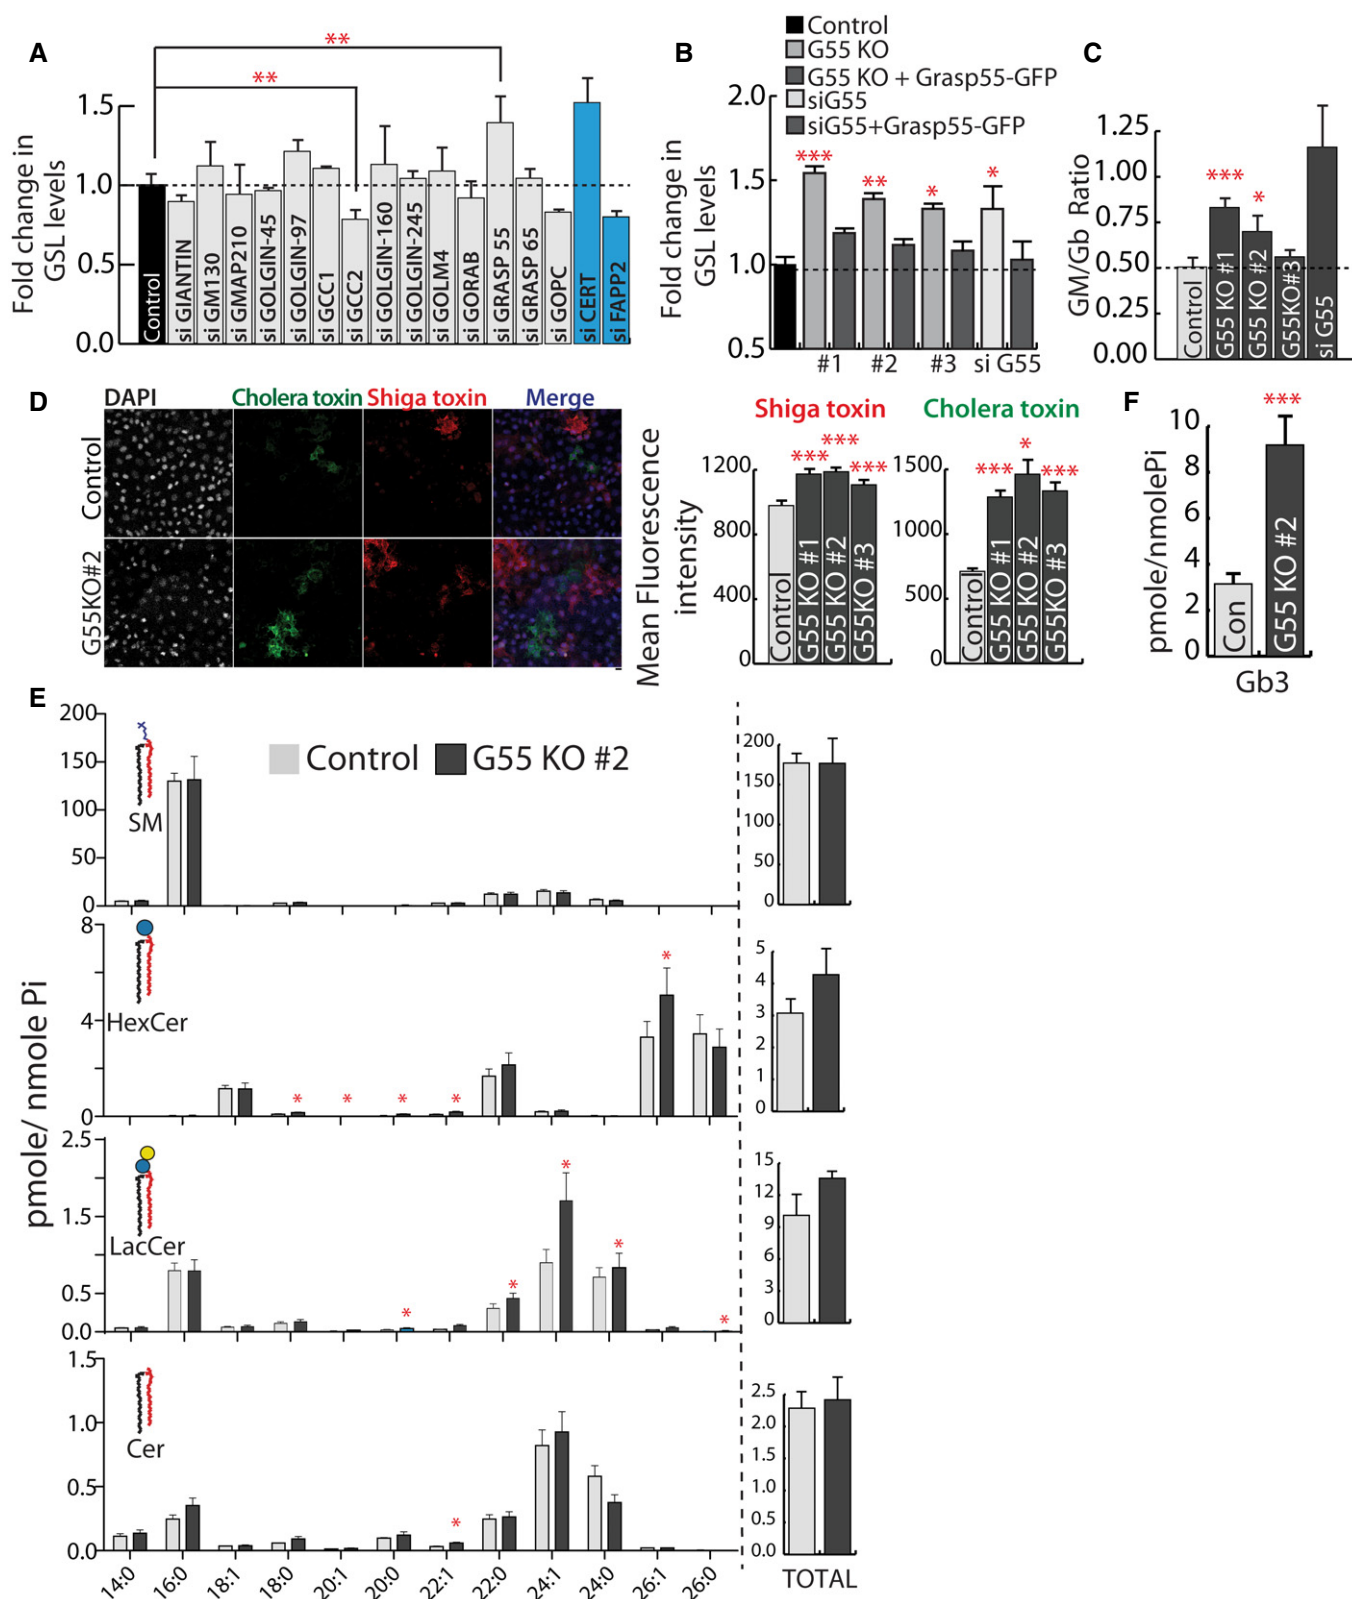 A
Fold change in
GSL levels
1.5
1.0
0.5
0.0
**
**
Control
si GIANTIN
si GM130
si GMAP210
si GOLGIN-45
si GOLGIN-97
si GCC1
si GCC2
si GOLGIN-160
si GOLGIN-245
si GOLM4
si GORAB
si GRASP 55
si GRASP 65
si GOPC
si CERT
si FAPP2
B
Control
G55 KO
G55 KO + Grasp55-GFP
siG55
siG55+Grasp55-GFP
Fold change in
GSL levels
2.0
1.5
1.0
0.5
***
**
*
*
#1
#2
#3
si G55
C
GM/Gb Ratio
1.25
1.00
0.75
0.50
0.25
0.00
***
*
Control
G55 KO #1
G55 KO #2
G55KO#3
si G55
D
DAPI
Cholera toxin
Shiga toxin
Merge
Control
G55KO#2
Mean Fluorescence
intensity
Shiga toxin
1200
800
400
0
***
***
***
Control
G55 KO #1
G55 KO #2
G55KO #3
Cholera toxin
1500
1000
500
0
***
*
***
Control
G55 KO #1
G55 KO #2
G55KO #3
F
pmole/nmolePi
10
8
6
4
2
0
***
Con
G55 KO #2
Gb3
E
pmole/ nmole Pi
Control
G55 KO #2
200
150
100
50
0
SM
200
150
100
50
0
8
4
0
HexCer
*
*
*
*
*
5
4
3
2
1
0
2.5
1.5
0.5
0.0
LacCer
*
*
*
*
*
15
12
9
6
3
0
1.5
1.0
0.5
0.0
Cer
*
2.5
2.0
1.5
1.0
0.5
0.0
14:0
16:0
18:1
18:0
20:1
20:0
22:1
22:0
24:1
24:0
26:1
26:0
TOTAL